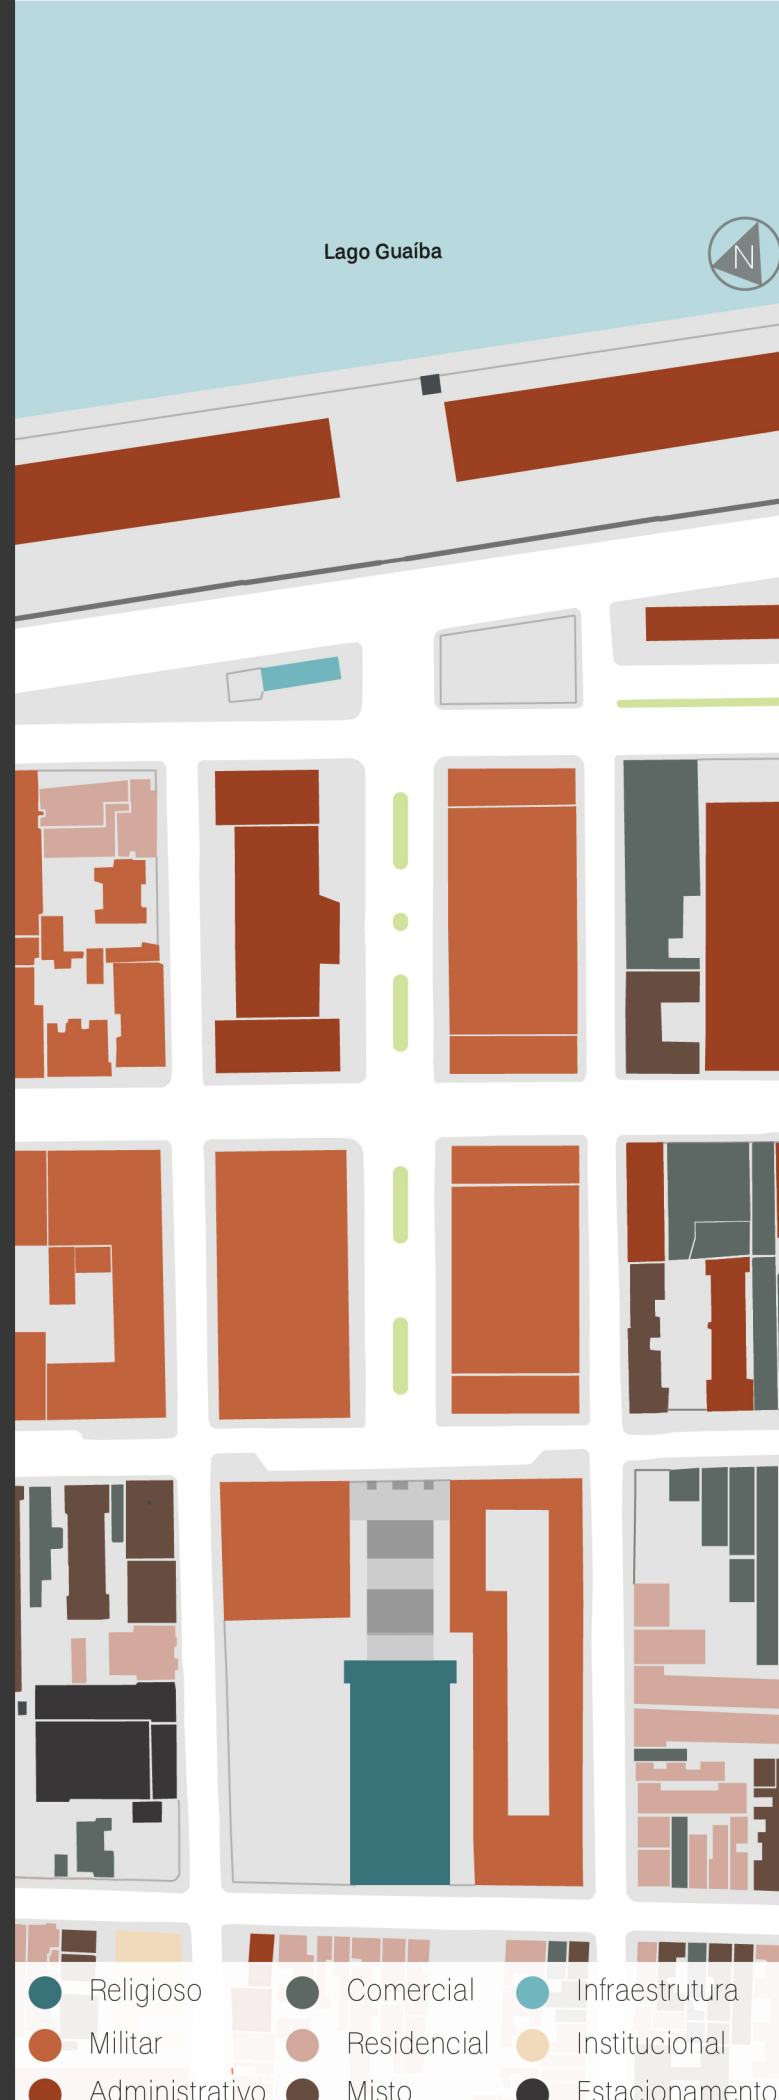 Lago Guaíba
N
Religioso
Comercial
Infraestrutura
Militar
Residencial
Institucional
Administrativo
Misto
Estacionamento